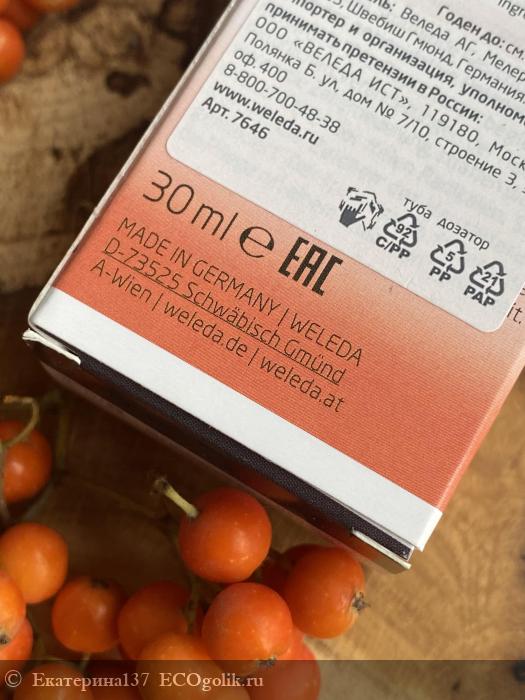 Годен до: см.
Веледа АГ, Мелер
Швебиш Гмюнд, Германия
и организация, уполном
принимать претензии в России:
ООО «ВЕЛЕДА ИСТ», 119180, Моск
Полянка Б. ул, дом № 7/10, строение 3,
оф.400
8-800-700-48-38
www.weleda.ru
Арт. 7646
туба дозатор
92
C/PP
5
PP
21
PAP
30 ml e EAC
MADE IN GERMANY | WELEDA
D-73525 Schwäbisch Gmünd
A-Wien | weleda.de | weleda.at
© Екатерина137 ECOgolik.ru